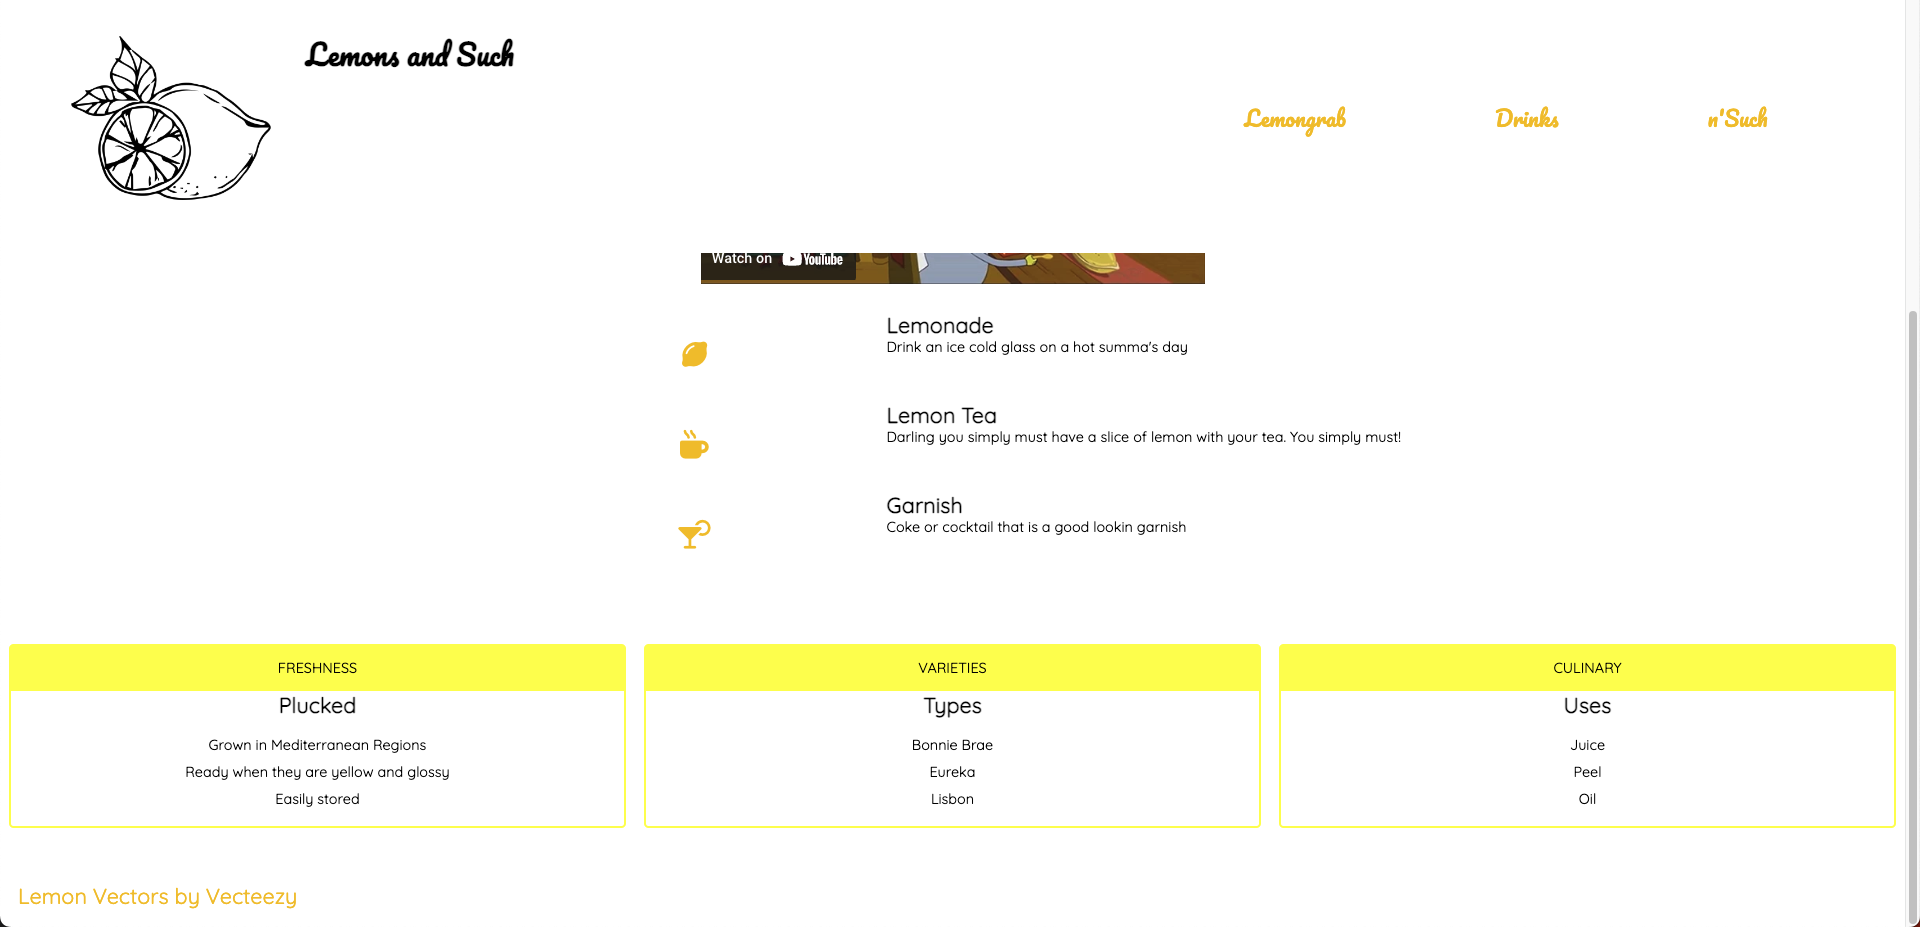 Lemons and Such
Lemongrab
Drinks
n'Such
Watch on YouTube
Lemonade
Drink an ice cold glass on a hot summa's day
Lemon Tea
Darling you simply must have a slice of lemon with your tea. You simply must!
Garnish
Coke or cocktail that is a good lookin garnish
FRESHNESS
Plucked
Grown in Mediterranean Regions
Ready when they are yellow and glossy
Easily stored
VARIETIES
Types
Bonnie Brae
Eureka
Lisbon
CULINARY
Uses
Juice
Peel
Oil
Lemon Vectors by Vecteezy